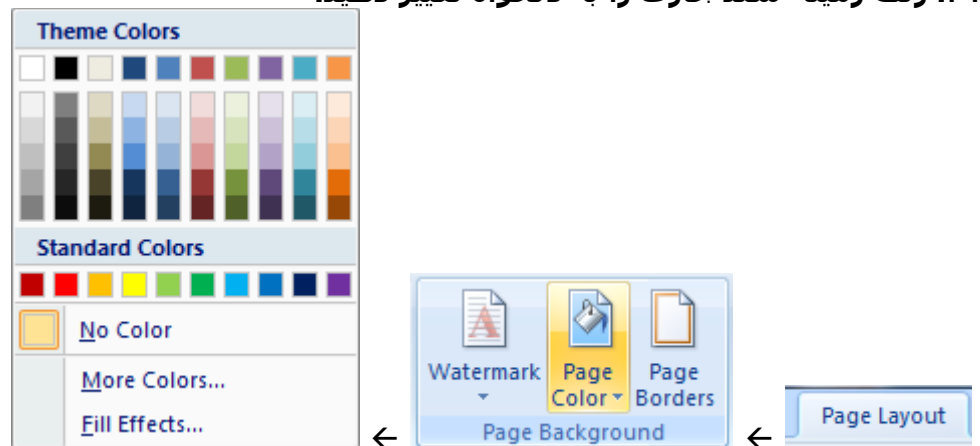 Theme Colors
Standard Colors
No Color
More Colors...
Fill Effects...
←
Watermark
Page Color
Page Borders
Page Background
←
Page Layout